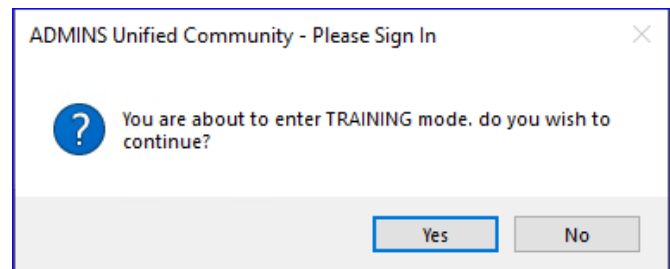 ADMINS Unified Community - Please Sign In
You are about to enter TRAINING mode. do you wish to
continue?
Yes No